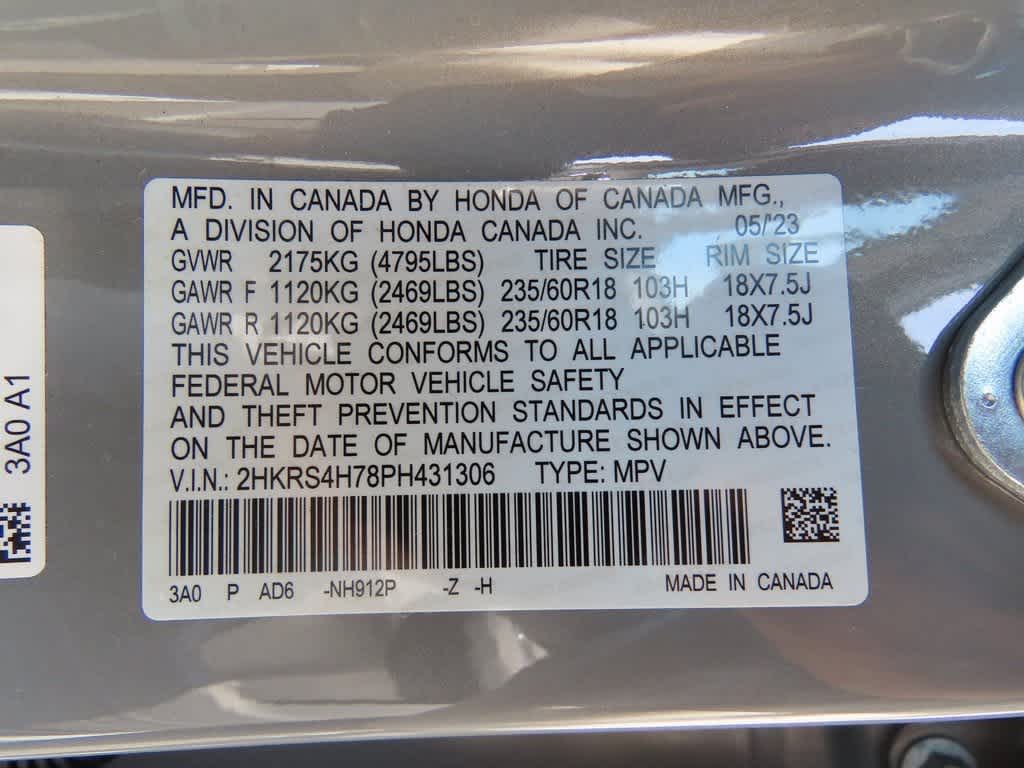 MFD. IN CANADA BY HONDA OF CANADA MFG.,
A DIVISION OF HONDA CANADA INC. 05/'23
GVWR 2175KG (4795LBS) TIRE SIZE RIM SIZE
GAWR F 1120KG (2469LBS) 235/60R18 103H 18X7.5J
GAWR R 1120KG (2469LBS) 235/60R18 103H 18X7.5J
THIS VEHICLE CONFORMS TO ALL APPLICABLE
FEDERAL MOTOR VEHICLE SAFETY
AND THEFT PREVENTION STANDARDS IN EFFECT
ON THE DATE OF MANUFACTURE SHOWN ABOVE.
V.I.N.: 2HKRS4H78PH431306 TYPE: MPV
3A0 P AD6 -NH912P -Z -H MADE IN CANADA
3A0 A1